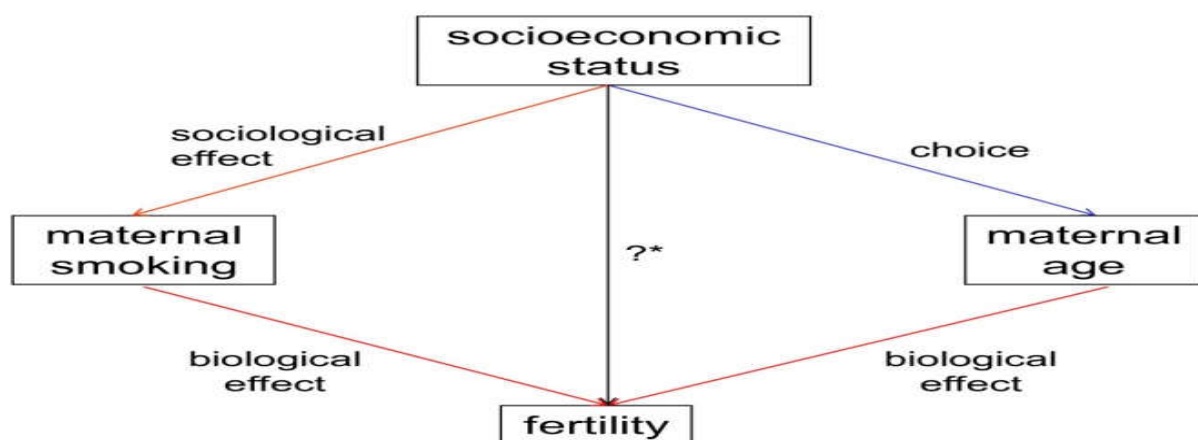 socioeconomic
status
sociological
effect
choice
maternal
smoking
?*
maternal
age
biological
effect
biological
effect
fertility